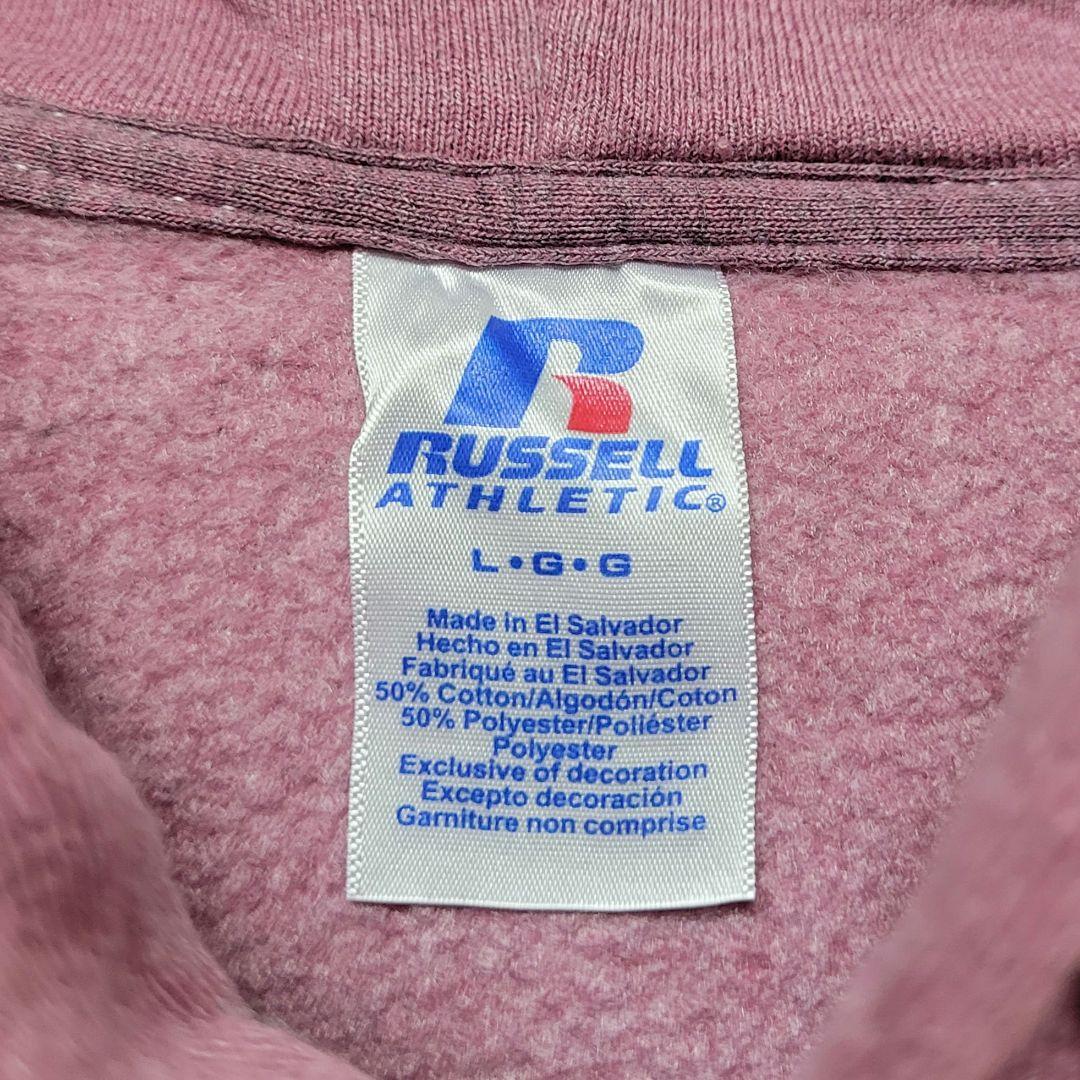 R
RUSSELL
ATHLETIC®
L•G•G
Made in El Salvador
Hecho en El Salvador
Fabriqué au El Salvador
50% Cotton/Algodón/Coton
50% Polyester/Poliéster
Polyester
Exclusive of decoration
Excepto decoración
Garniture non comprise